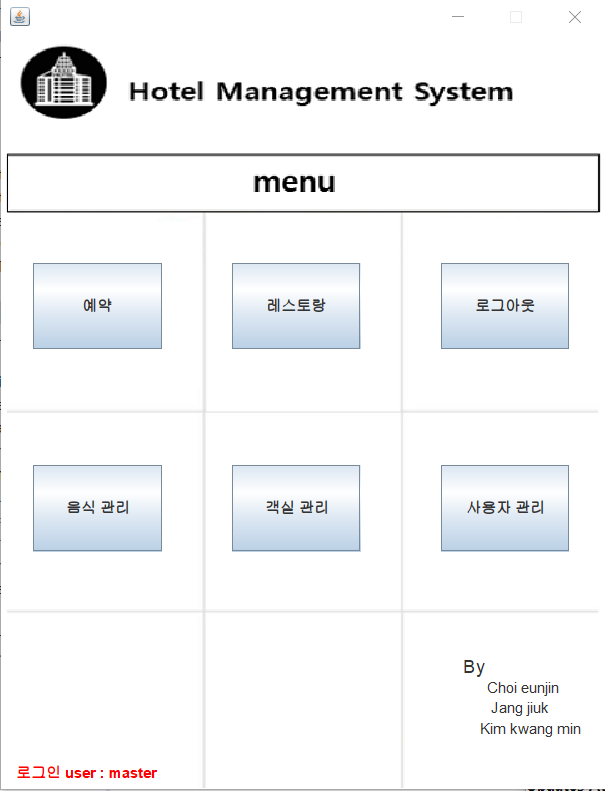 Hotel Management System
menu
예약
레스토랑
로그아웃
음식 관리
객실 관리
사용자 관리
By
Choi eunjin
Jang jiuk
Kim kwang min
로그인 user : master